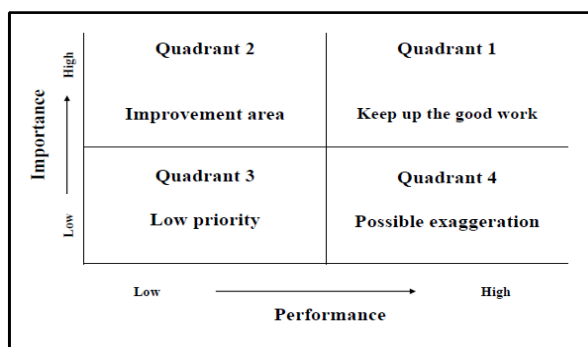 Quadrant 2
Quadrant 1
High
Improvement area
Keep up the good work
Importance
Quadrant 3
Quadrant 4
Low priority
Possible exaggeration
Low
Low
High
Performance